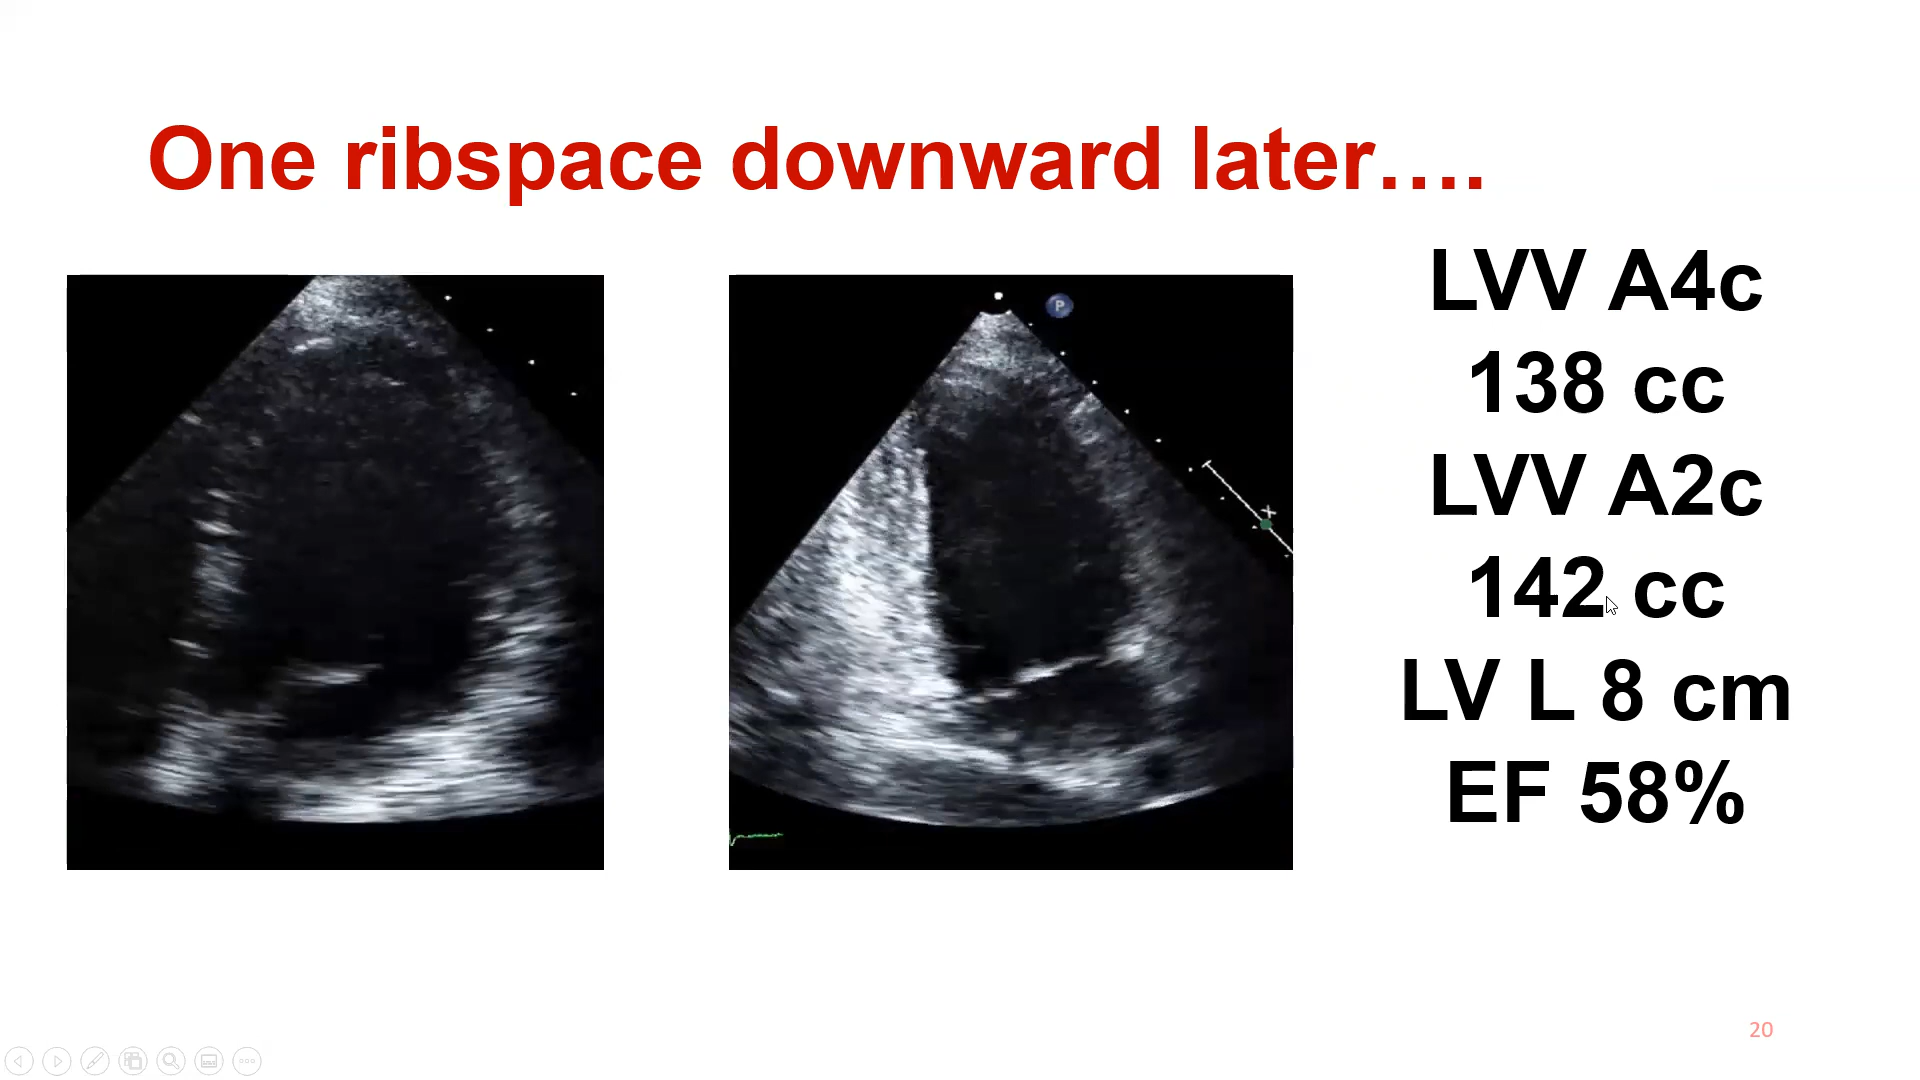 One ribspace downward later….
P
LVV A4c
138 cc
LVV A2c
142 cc
LV L 8 cm
EF 58%
20